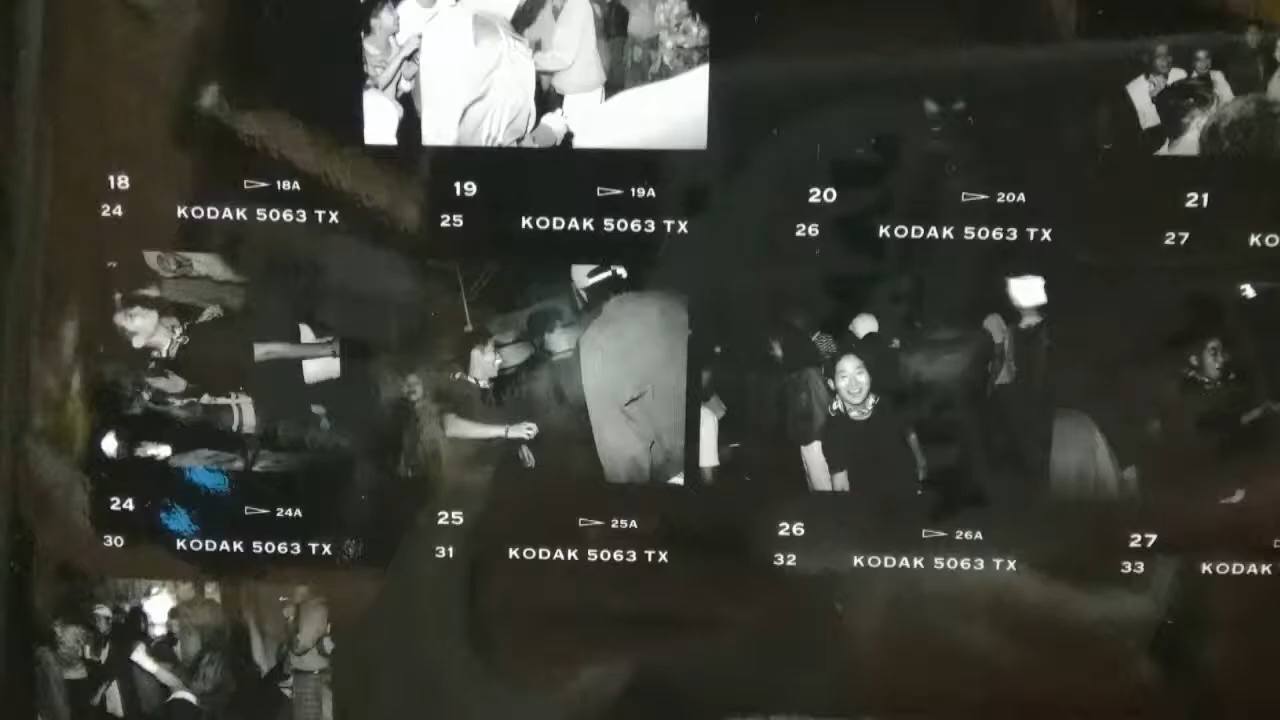 18 ▷ 18A 19 ▷ 19A 20 ▷ 20A 21
24 KODAK 5063 TX 25 KODAK 5063 TX 26 KODAK 5063 TX 27 KO
24 ▷ 24A 25 ▷ 25A 26 ▷ 26A 27
30 KODAK 5063 TX 31 KODAK 5063 TX 32 KODAK 5063 TX 33 KODAK